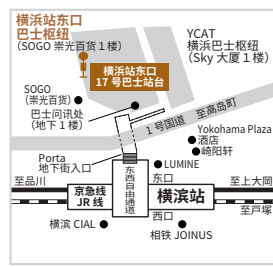 横浜站东口
巴士枢纽
(SOGO 崇光百货1楼)
YCAT
横浜巴士枢纽
(Sky 大厦1楼)
横浜站东口
17 号巴士站台
SOGO
(崇光百货)
巴士问讯处
(地下1楼)
1号国道
至高岛町
Yokohama Plaza
酒店
崎阳轩
Porta
地下街入口
LUMINE
东西自由通道
东口
至品川
至上大冈
京急线
JR 线
横浜站
至戸塚
西口
横滨 CIAL
相铁 JOINUS